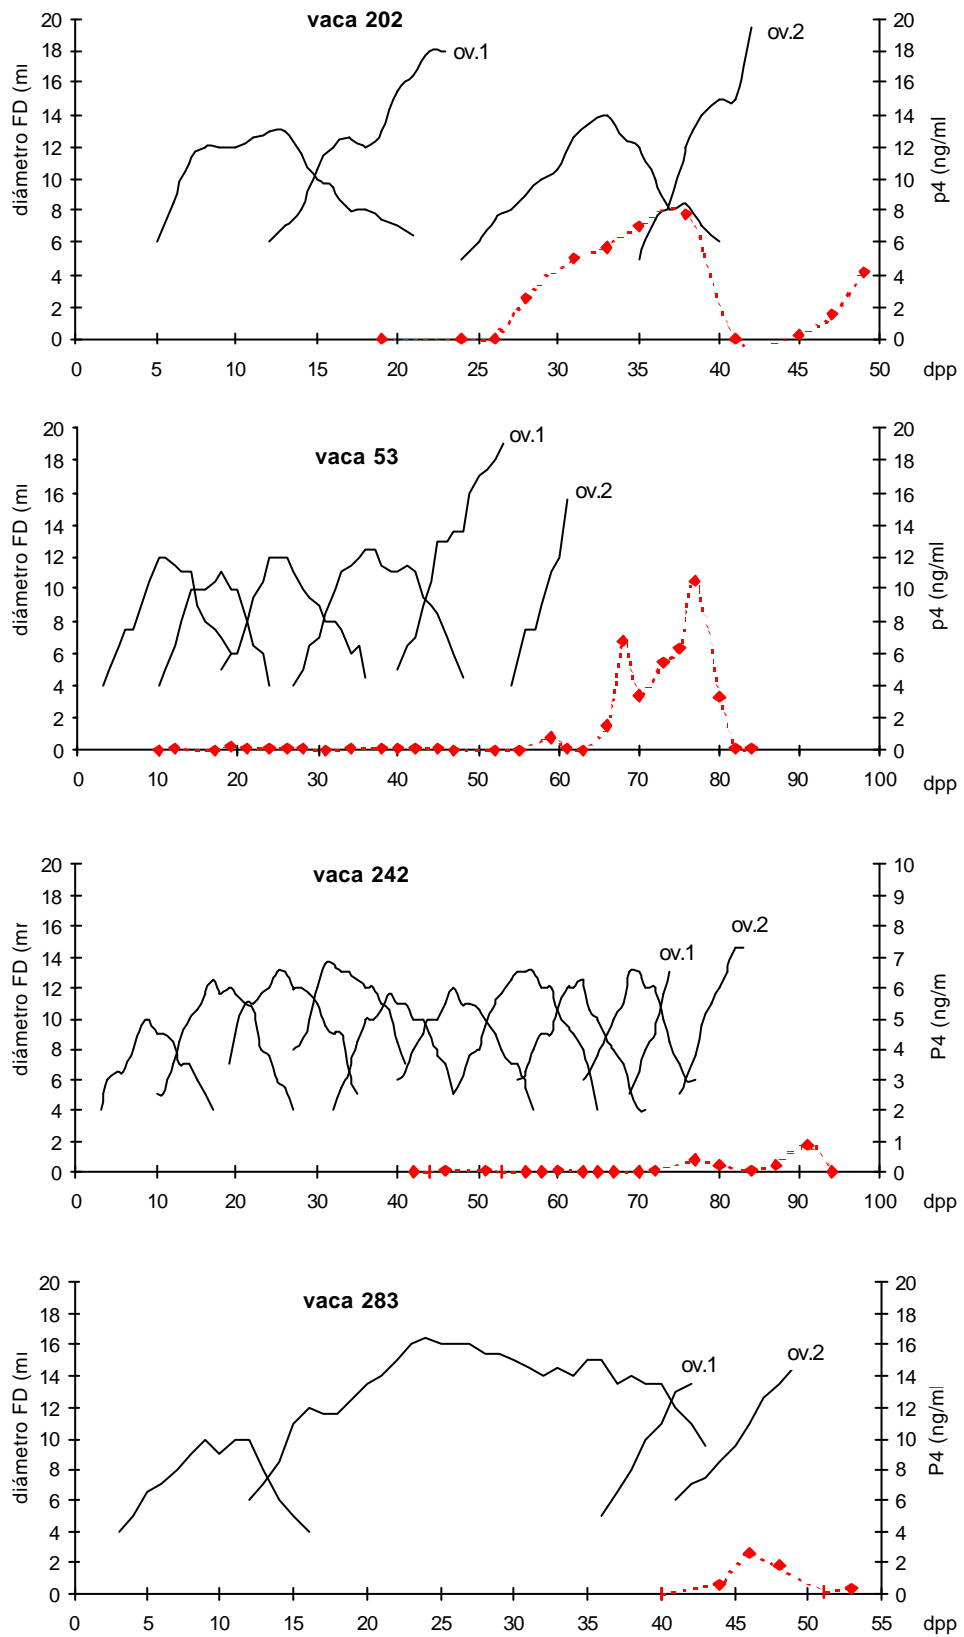 vaca 202
20 18 16 14 12 10 8 6 4 2 0
diámetro FD (m
ov.1
ov.2
20 18 16 14 12 10 8 6 4 2 0
p4 (ng/ml
0 5 10 15 20 25 30 35 40 45 50 dpp
vaca 53
20 18 16 14 12 10 8 6 4 2 0
diámetro FD (m
ov.1
ov.2
20 18 16 14 12 10 8 6 4 2 0
p4 (ng/ml
0 10 20 30 40 50 60 70 80 90 100 dpp
vaca 242
20 18 16 14 12 10 8 6 4 2 0
diámetro FD (m
ov.1
ov.2
10 9 8 7 6 5 4 3 2 1 0
P4 (ng/m
0 10 20 30 40 50 60 70 80 90 100 dpp
vaca 283
20 18 16 14 12 10 8 6 4 2 0
diámetro FD (m
ov.1
ov.2
20 18 16 14 12 10 8 6 4 2 0
P4 (ng/ml
0 5 10 15 20 25 30 35 40 45 50 55 dpp